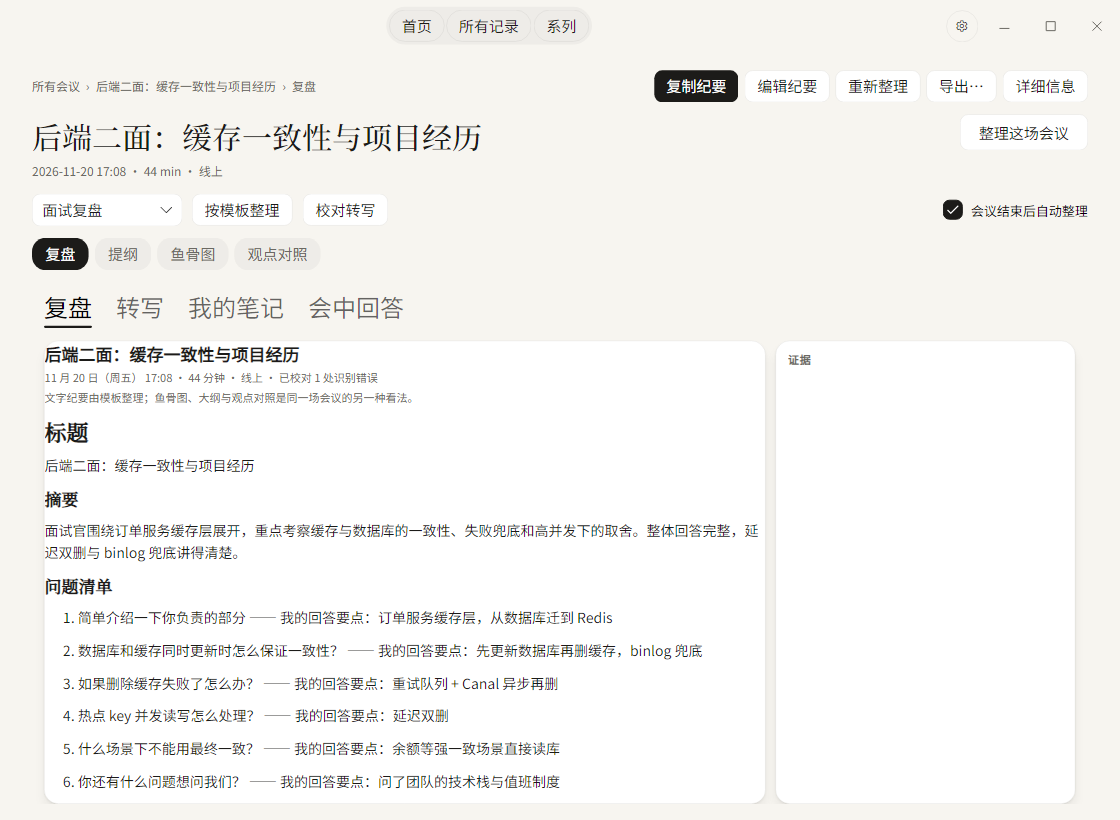 首页 所有记录 系列
所有会议 › 后端二面：缓存一致性与项目经历 › 复盘
复制纪要 编辑纪要 重新整理 导出… 详细信息
后端二面：缓存一致性与项目经历
整理这场会议
2026-11-20 17:08 · 44 min · 线上
面试复盘 按模板整理 校对转写
会议结束后自动整理
复盘 提纲 鱼骨图 观点对照
复盘 转写 我的笔记 会中回答
后端二面：缓存一致性与项目经历
11 月 20 日（周五） 17:08 · 44 分钟 · 线上 · 已校对 1 处识别错误
文字纪要由模板整理；鱼骨图、大纲与观点对照是同一场会议的另一种看法。
标题
后端二面：缓存一致性与项目经历
摘要
面试官围绕订单服务缓存层展开，重点考察缓存与数据库的一致性、失败兜底和高并发下的取舍。整体回答完整，延
迟双删与 binlog 兜底讲得清楚。
问题清单
1. 简单介绍一下你负责的部分 —— 我的回答要点：订单服务缓存层，从数据库迁到 Redis
2. 数据库和缓存同时更新时怎么保证一致性？ —— 我的回答要点：先更新数据库再删缓存，binlog 兜底
3. 如果删除缓存失败了怎么办？ —— 我的回答要点：重试队列 + Canal 异步再删
4. 热点 key 并发读写怎么处理？ —— 我的回答要点：延迟双删
5. 什么场景下不能用最终一致？ —— 我的回答要点：余额等强一致场景直接读库
6. 你还有什么问题想问我们？ —— 我的回答要点：问了团队的技术栈与值班制度
证据